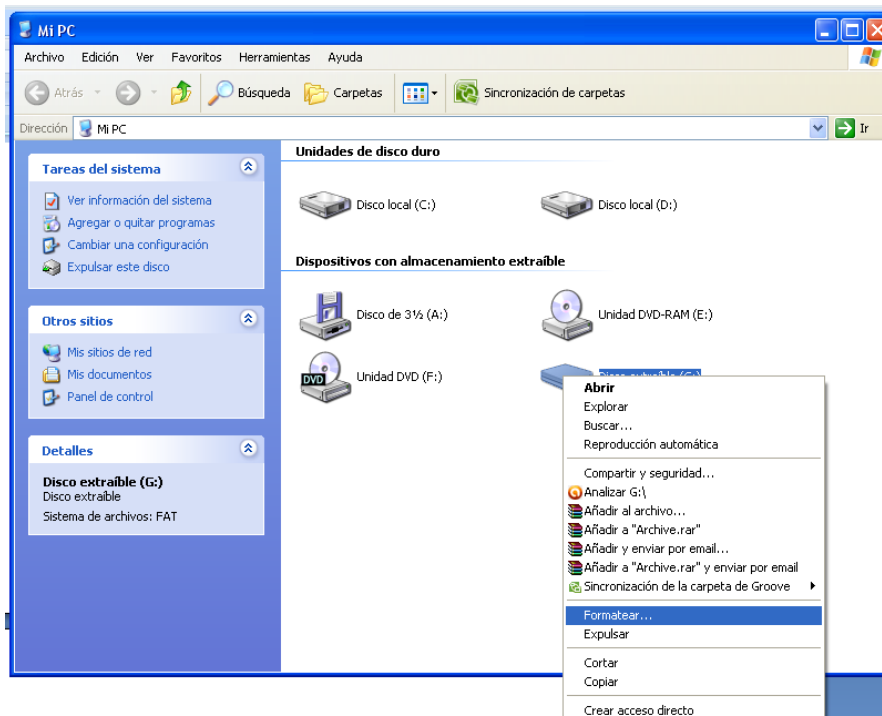 Mi PC
Archivo Edición Ver Favoritos Herramientas Ayuda
Atrás Búsqueda Carpetas Sincronización de carpetas
Dirección Mi PC Ir
Tareas del sistema
Ver información del sistema
Agregar o quitar programas
Cambiar una configuración
Expulsar este disco
Otros sitios
Mis sitios de red
Mis documentos
Panel de control
Detalles
Disco extraíble (G:)
Disco extraíble
Sistema de archivos: FAT
Unidades de disco duro
Disco local (C:) Disco local (D:)
Dispositivos con almacenamiento extraíble
Disco de 3½ (A:) Unidad DVD-RAM (E:)
DVD Unidad DVD (F:) Disco extraíble (G:)
Abrir
Explorar
Buscar...
Reproducción automática
Compartir y seguridad...
Analizar G:\
Añadir al archivo...
Añadir a "Archive.rar"
Añadir y enviar por email...
Añadir a "Archive.rar" y enviar por email
Sincronización de la carpeta de Groove
Formatear...
Expulsar
Cortar
Copiar
Crear acceso directo